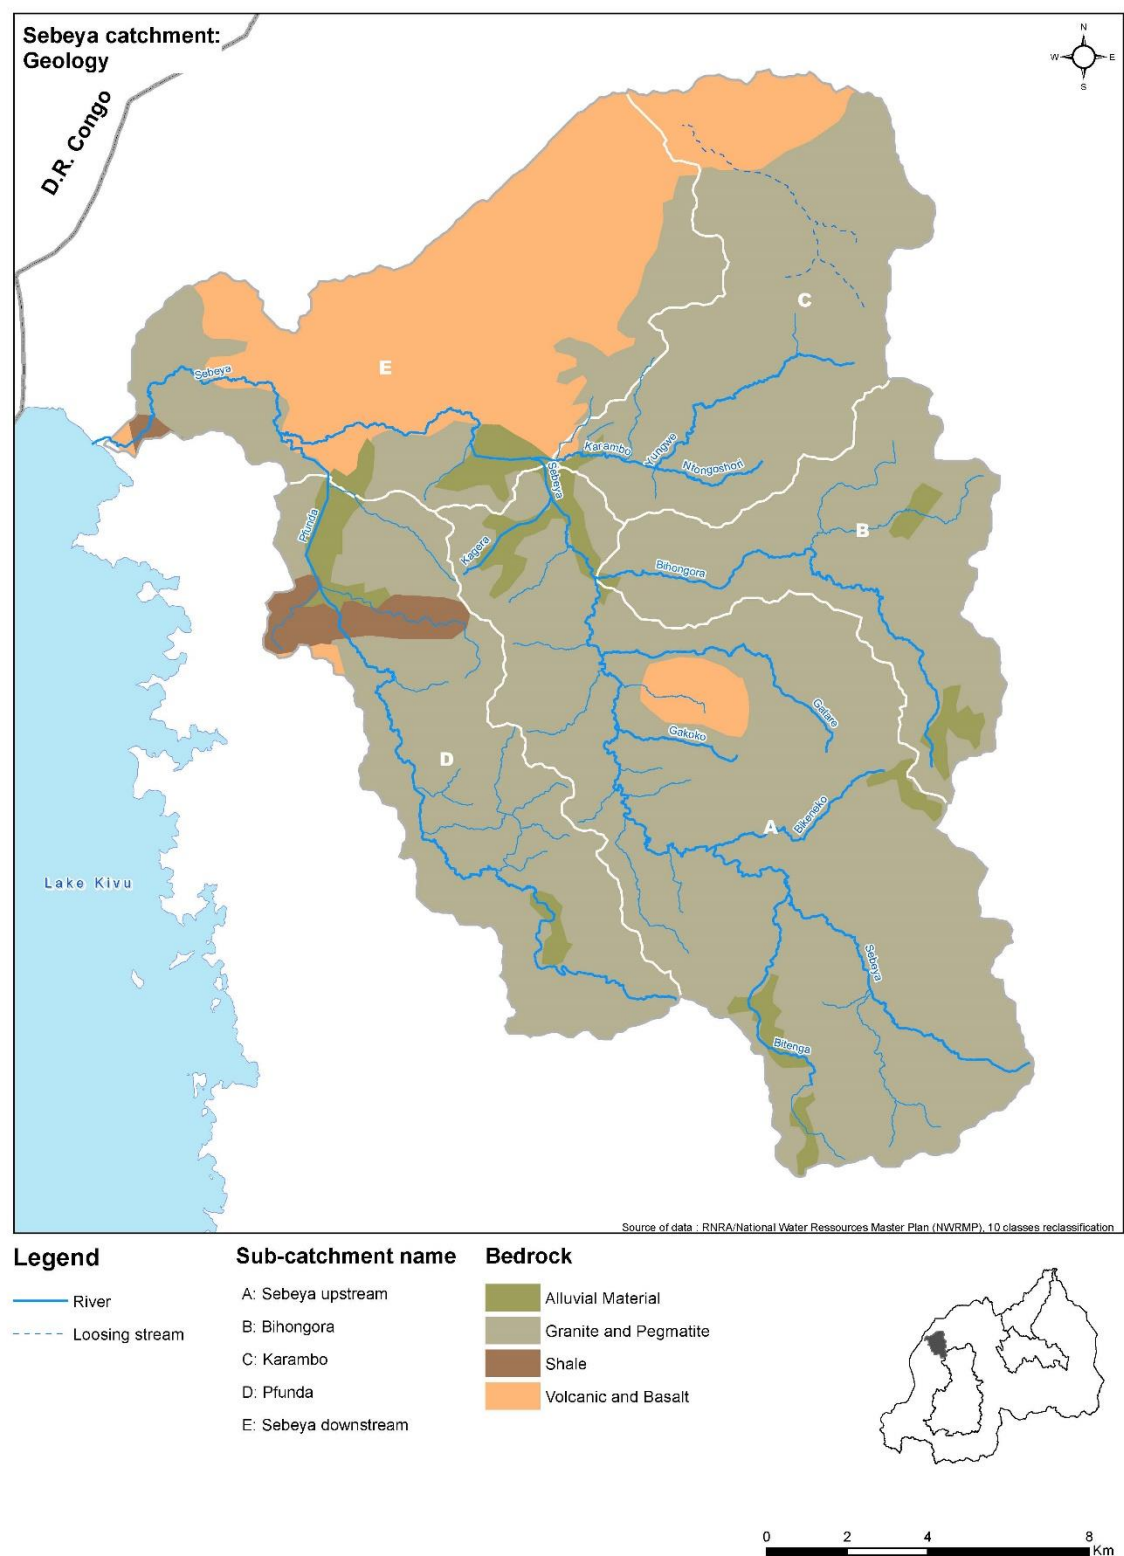 Sebeya catchment:
Geology
N
W
E
S
D.R. Congo
C
E
Sebeya
Karambo
Yungwe
Nfongoshori
Sebeya
Pfunda
Kagera
B
Bihongora
Gatare
Gakoko
D
A
Bikeneko
Lake Kivu
Sebeya
Bitenga
Source of data : RNRA/National Water Ressources Master Plan (NWRMP), 10 classes reclassification
Legend
River
Loosing stream
Sub-catchment name
A: Sebeya upstream
B: Bihongora
C: Karambo
D: Pfunda
E: Sebeya downstream
Bedrock
Alluvial Material
Granite and Pegmatite
Shale
Volcanic and Basalt
0 2 4 8
Km